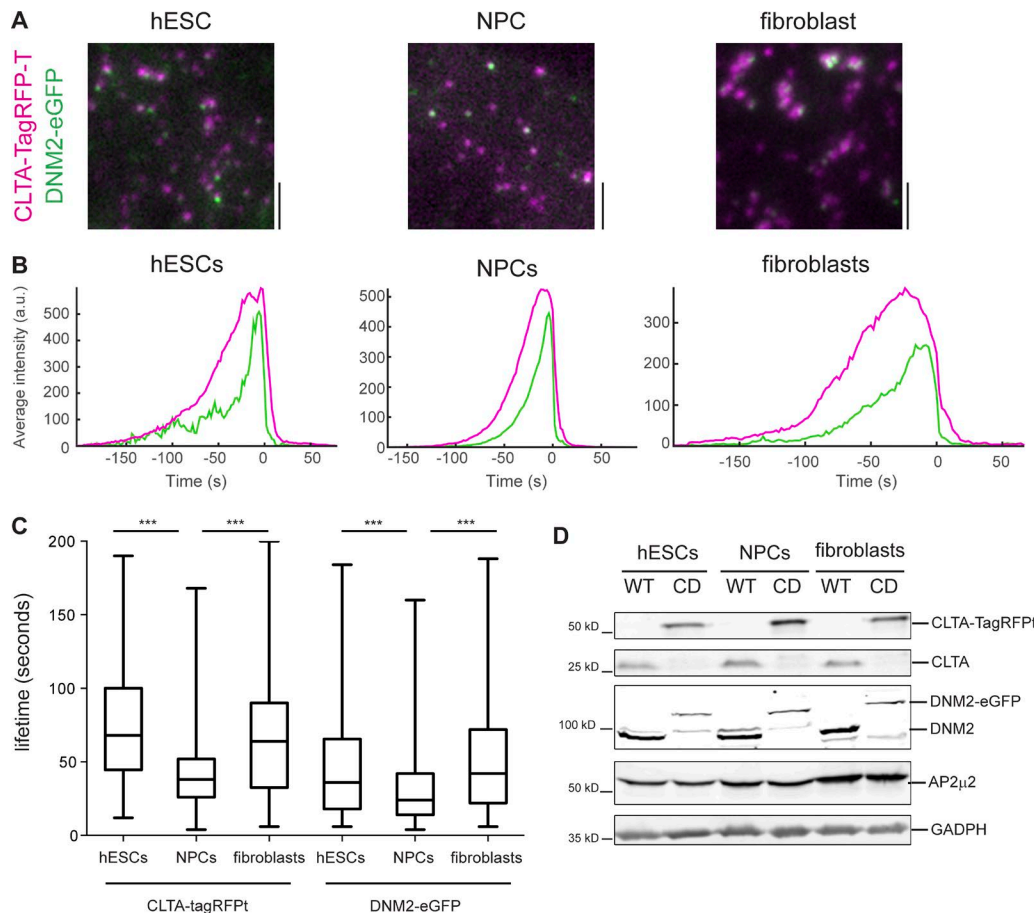 A
hESC
NPC
fibroblast
CLTA-TagRFP-T
DNM2-eGFP
B
hESCs
NPCs
fibroblasts
Average intensity (a.u.)
500
400
300
200
100
0
-150
-100
-50
0
50
Time (s)
500
400
300
200
100
0
-150
-100
-50
0
50
Time (s)
300
200
100
0
-150
-100
-50
0
50
Time (s)
C
lifetime (seconds)
200
150
100
50
0
***
***
***
***
hESCs
NPCs
fibroblasts
hESCs
NPCs
fibroblasts
CLTA-tagRFPt
DNM2-eGFP
D
hESCs
NPCs
fibroblasts
WT
CD
WT
CD
WT
CD
50 kD
CLTA-TagRFPt
25 kD
CLTA
DNM2-eGFP
100 kD
DNM2
50 kD
AP2µ2
35 kD
GADPH